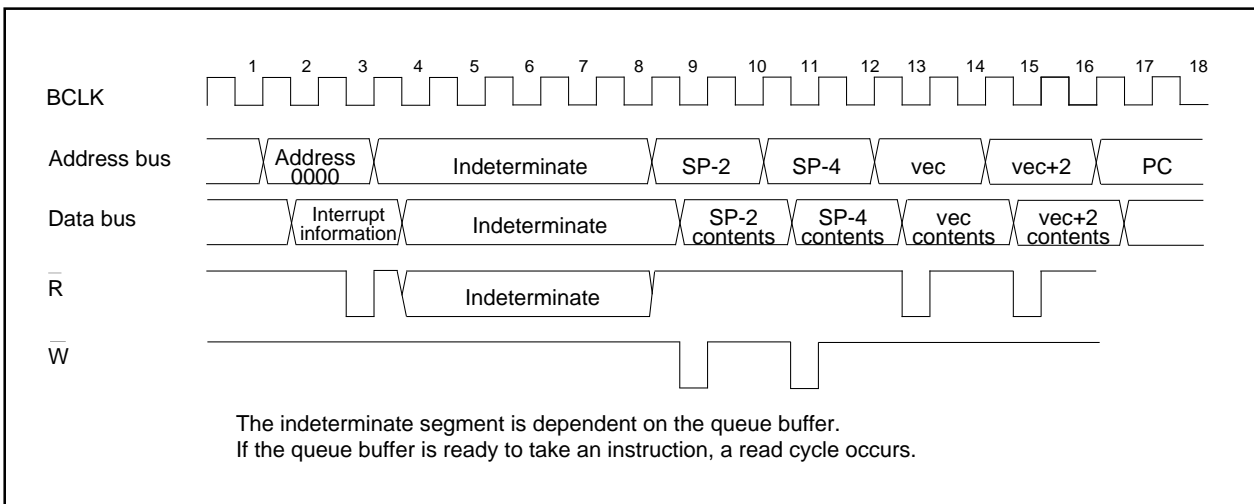 1 2 3 4 5 6 7 8 9 10 11 12 13 14 15 16 17 18
BCLK
Address bus
Address
0000
Indeterminate
SP-2
SP-4
vec
vec+2
PC
Data bus
Interrupt
information
Indeterminate
SP-2
contents
SP-4
contents
vec
contents
vec+2
contents
R
Indeterminate
W
The indeterminate segment is dependent on the queue buffer.
If the queue buffer is ready to take an instruction, a read cycle occurs.